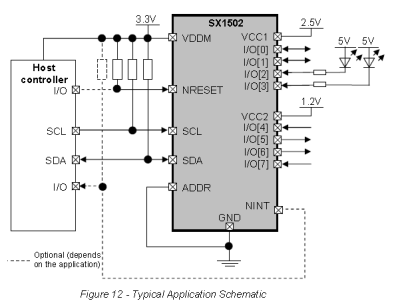 3.3V
SX1502
2.5V
VDDM
VCC1
5V
5V
Host
controller
I/O[0]
I/O[1]
I/O[2]
I/O[3]
I/O
NRESET
1.2V
VCC2
SCL
SCL
I/O[4]
I/O[5]
SDA
SDA
I/O[6]
I/O[7]
I/O
ADDR
NINT
GND
Optional (depends
on the application)
Figure 12 - Typical Application Schematic